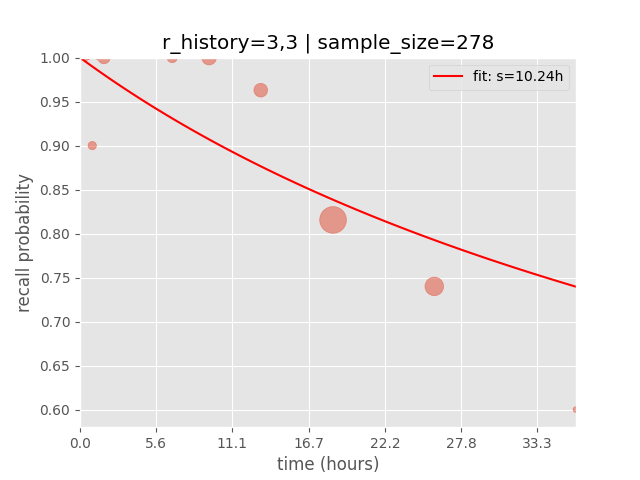 r_history=3,3 | sample_size=278
fit: s=10.24h
1.00
0.95
0.90
0.85
0.80
0.75
0.70
0.65
0.60
recall probability
0.0 5.6 11.1 16.7 22.2 27.8 33.3
time (hours)